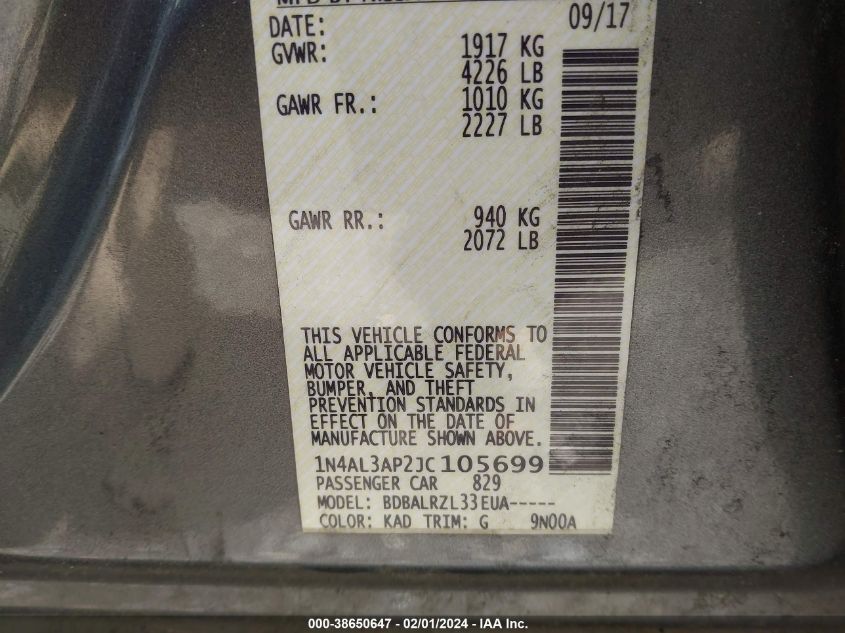 DATE: 09/17
GVWR: 1917 KG
4226 LB
GAWR FR.: 1010 KG
2227 LB
GAWR RR.: 940 KG
2072 LB
THIS VEHICLE CONFORMS TO
ALL APPLICABLE FEDERAL
MOTOR VEHICLE SAFETY,
BUMPER, AND THEFT
PREVENTION STANDARDS IN
EFFECT ON THE DATE OF
MANUFACTURE SHOWN ABOVE.
1N4AL3AP2JC105699
PASSENGER CAR 829
MODEL: BDBALRZL33EUA-----
COLOR: KAD TRIM: G 9N00A
000-38650647 - 02/01/2024 - IAA Inc.